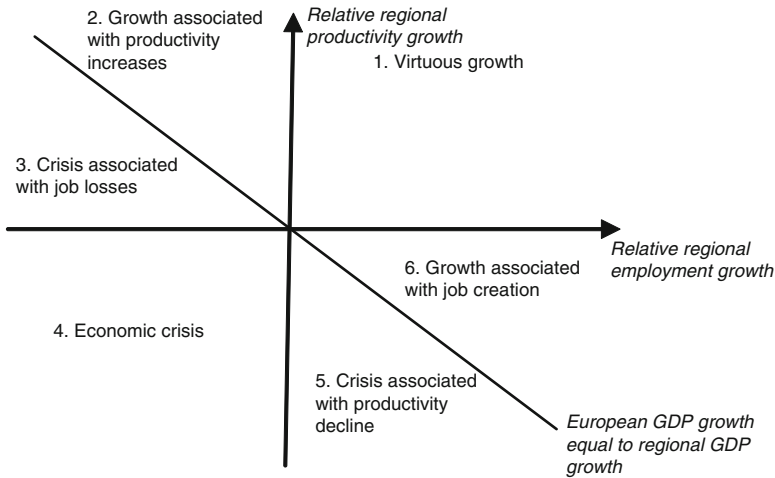 2. Growth associated
with productivity
increases
Relative regional
productivity growth
1. Virtuous growth
3. Crisis associated
with job losses
Relative regional
employment growth
6. Growth associated
with job creation
4. Economic crisis
5. Crisis associated
with productivity
decline
European GDP growth
equal to regional GDP
growth